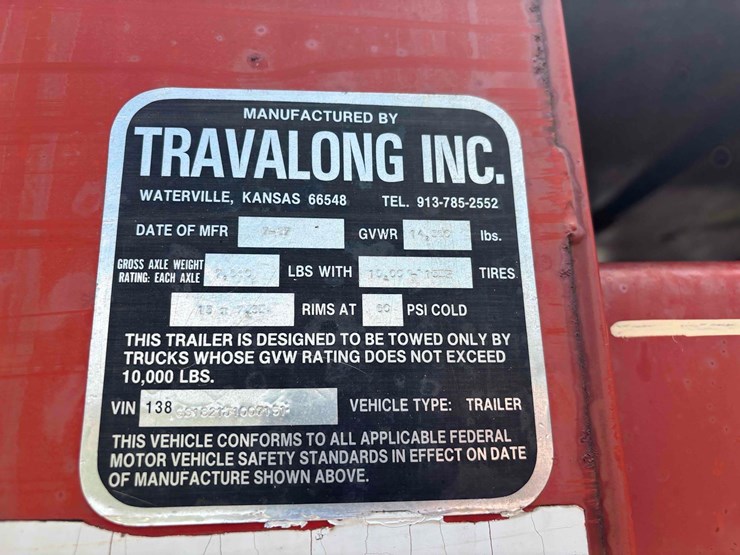 MANUFACTURED BY
TRAVALONG INC.
WATERVILLE, KANSAS 66548 TEL. 913-785-2552
DATE OF MFR GVWR lbs.
GROSS AXLE WEIGHT
RATING: EACH AXLE LBS WITH TIRES
RIMS AT PSI COLD
THIS TRAILER IS DESIGNED TO BE TOWED ONLY BY
TRUCKS WHOSE GVW RATING DOES NOT EXCEED
10,000 LBS.
VIN 138 VEHICLE TYPE: TRAILER
THIS VEHICLE CONFORMS TO ALL APPLICABLE FEDERAL
MOTOR VEHICLE SAFETY STANDARDS IN EFFECT ON DATE
OF MANUFACTURE SHOWN ABOVE.